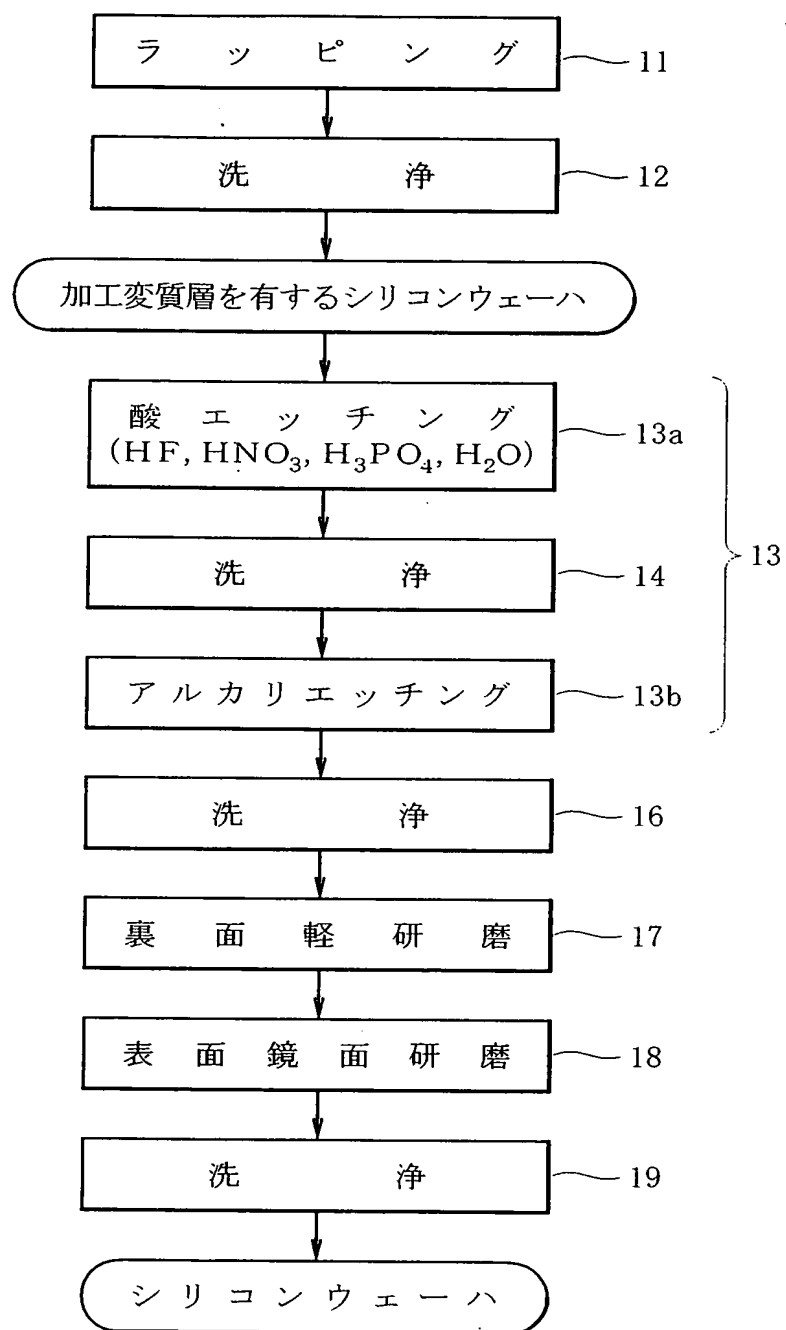 ラッピング 11
洗浄 12
加工変質層を有するシリコンウェーハ
酸エッチング
(HF, HNO₃, H₃PO₄, H₂O) 13a
洗浄 14
13
アルカリエッチング 13b
洗浄 16
裏面軽研磨 17
表面鏡面研磨 18
洗浄 19
シリコンウェーハ